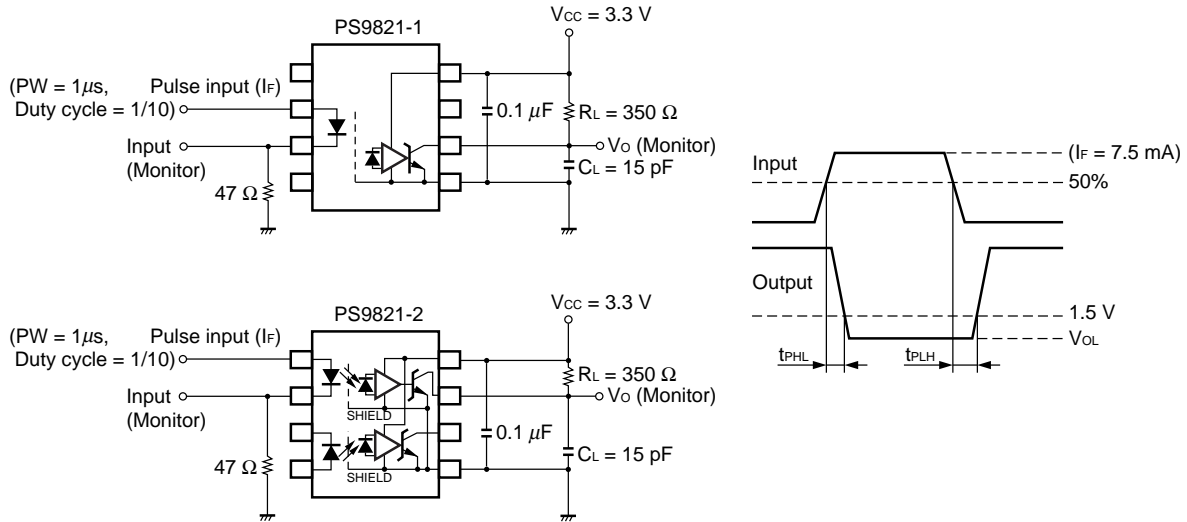 PS9821-1
VCC = 3.3 V
(PW = 1μs, Pulse input (IF)
Duty cycle = 1/10)
Input
(Monitor)
47 Ω
0.1 μF
RL = 350 Ω
VO (Monitor)
CL = 15 pF
PS9821-2
VCC = 3.3 V
(PW = 1μs, Pulse input (IF)
Duty cycle = 1/10)
Input
(Monitor)
47 Ω
SHIELD
SHIELD
0.1 μF
RL = 350 Ω
VO (Monitor)
CL = 15 pF
Input
(IF = 7.5 mA)
50%
Output
1.5 V
VOL
tPHL
tPLH